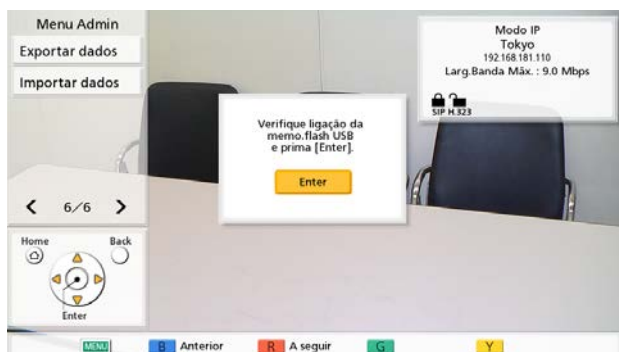 Menu Admin
Exportar dados
Importar dados
6/6
Home
Back
Enter
Modo IP
Tokyo
192.168.181.110
Larg.Banda Máx. : 9.0 Mbps
SIP H.323
Verifique ligação da
memo.flash USB
e prima [Enter].
Enter
MENU B Anterior R A seguir G Y